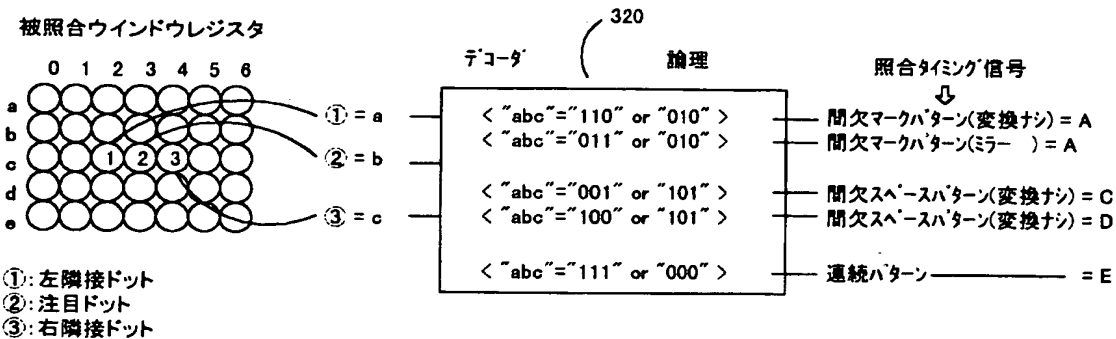 320
被照合ウインドウレジスタ
デコーダ 論理
照合タイミング信号
0 1 2 3 4 5 6
a
b
c
d
e
1 2 3
① = a
② = b
③ = c
< "abc"="110" or "010" >
< "011" or "010" >
< "abc"="001" or "101" >
< "abc"="100" or "101" >
< "abc"="111" or "000" >
間欠マークパターン(変換ナシ) = A
間欠マークパターン(ミラー ) = A
間欠スペースパターン(変換ナシ) = C
間欠スペースパターン(変換ナシ) = D
連続パターン = E
①:左隣接ドット
②:注目ドット
③:右隣接ドット